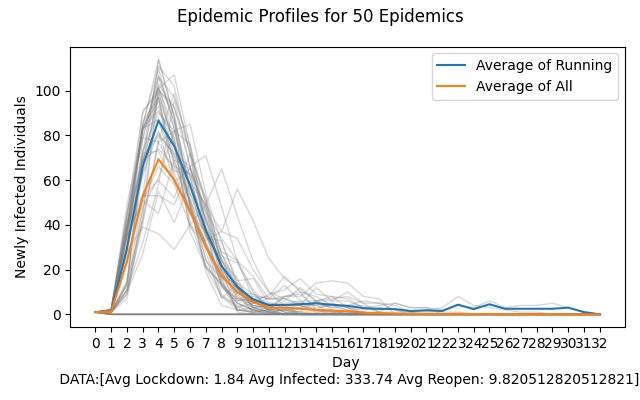 Epidemic Profiles for 50 Epidemics
Average of Running
Average of All
Newly Infected Individuals
100
80
60
40
20
0
0 1 2 3 4 5 6 7 8 9 10 11 12 13 14 15 16 17 18 19 20 21 22 23 24 25 26 27 28 29 30 31 32
Day
DATA:[Avg Lockdown: 1.84 Avg Infected: 333.74 Avg Reopen: 9.820512820512821]